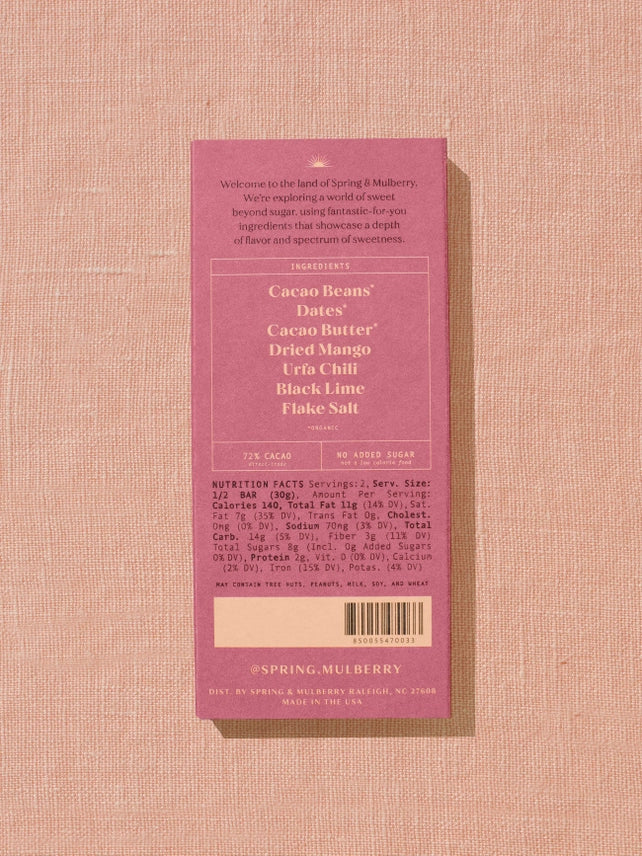 Welcome to the land of Spring & Mulberry.
We're exploring a world of sweet
beyond sugar, using fantastic-for-you
ingredients that showcase a depth
of flavor and spectrum of sweetness.
INGREDIENTS
Cacao Beans*
Dates*
Cacao Butter*
Dried Mango
Urfa Chili
Black Lime
Flake Salt
*ORGANIC
72% CACAO
direct-trade
NO ADDED SUGAR
not a low calorie food
NUTRITION FACTS Servings: 2, Serv. Size:
1/2 BAR (30g), Amount Per Serving:
Calories 140, Total Fat 11g (14% DV), Sat.
Fat 7g (35% DV), Trans Fat 0g, Cholest.
0mg (0% DV), Sodium 70mg (3% DV), Total
Carb. 14g (5% DV), Fiber 3g (11% DV)
Total Sugars 8g (Incl. 0g Added Sugars
0% DV), Protein 2g, Vit. D (0% DV), Calcium
(2% DV), Iron (15% DV), Potas. (4% DV)
MAY CONTAIN TREE NUTS, PEANUTS, MILK, SOY, AND WHEAT
850055470033
@SPRING.MULBERRY
DIST. BY SPRING & MULBERRY RALEIGH, NC 27608
MADE IN THE USA